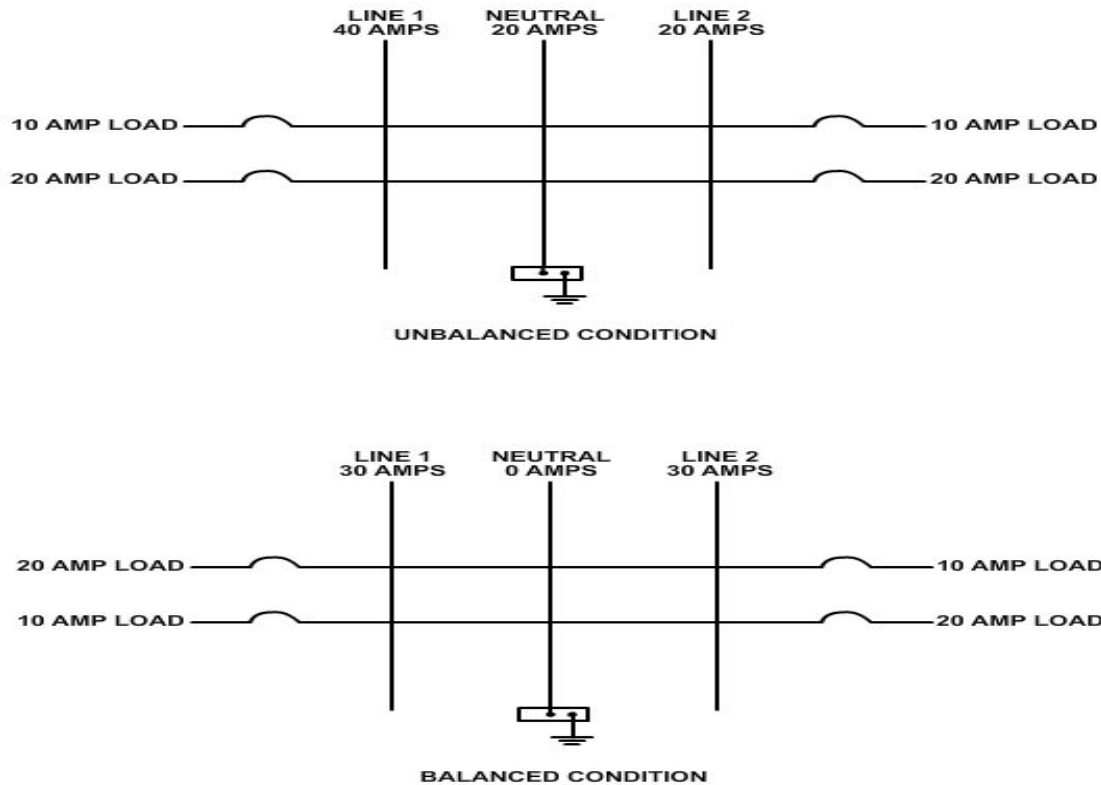 LINE 1 NEUTRAL LINE 2
40 AMPS 20 AMPS 20 AMPS
10 AMP LOAD 10 AMP LOAD
20 AMP LOAD 20 AMP LOAD
UNBALANCED CONDITION
LINE 1 NEUTRAL LINE 2
30 AMPS 0 AMPS 30 AMPS
20 AMP LOAD 10 AMP LOAD
10 AMP LOAD 20 AMP LOAD
BALANCED CONDITION